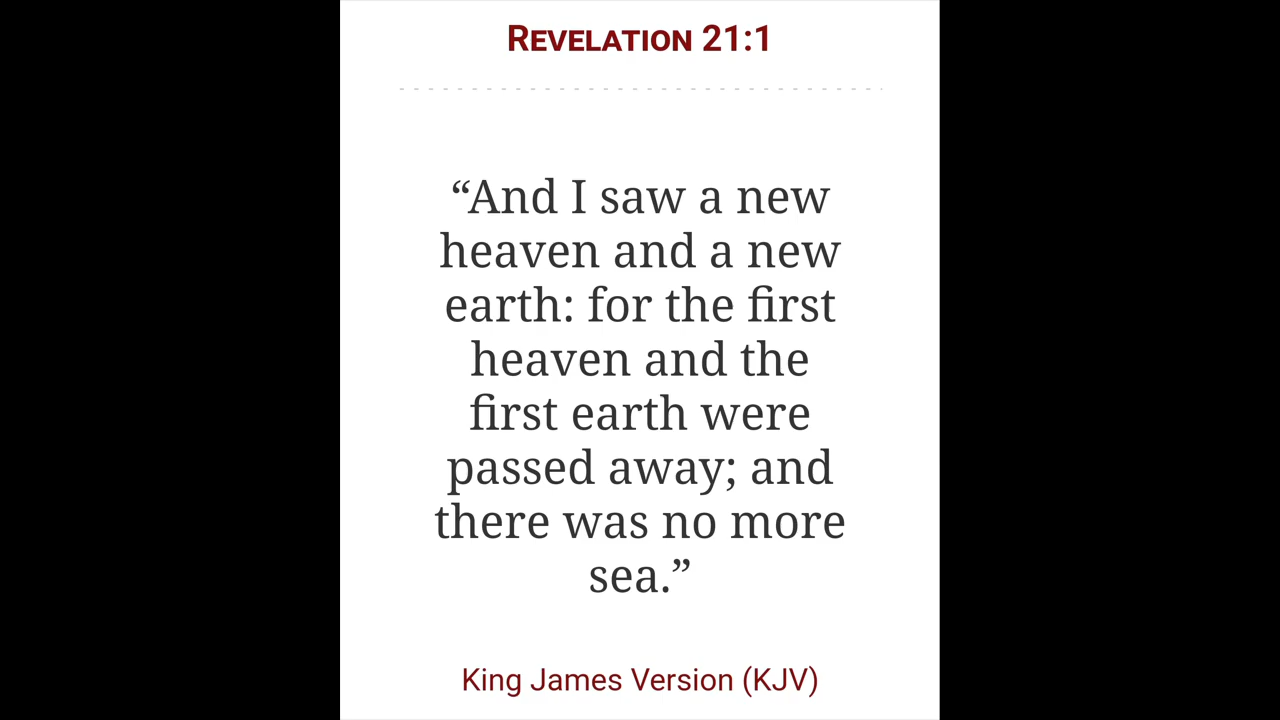 Revelation 21:1
“And I saw a new
heaven and a new
earth: for the first
heaven and the
first earth were
passed away; and
there was no more
sea.”
King James Version (KJV)